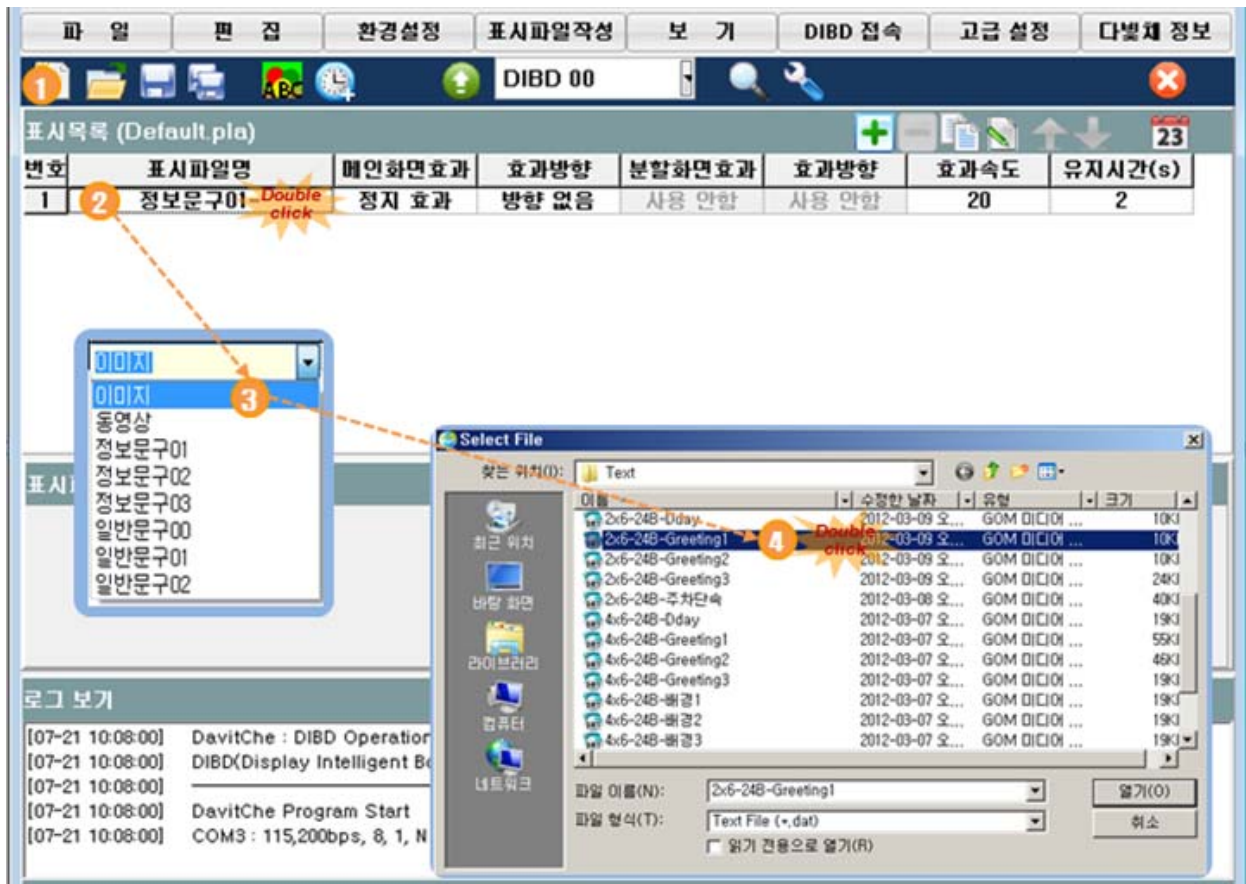 파 일 편 집 환경설정 표시파일작성 보 기 DIBD 접속 고급 설정 다빛채 정보
1 ABC DIBD 00
표시목록 (Default.pla) 23
번호 표시파일명 메인화면효과 효과방향 분할화면효과 효과방향 효과속도 유지시간(s)
1 2 정보문구01 Double click 정지 효과 방향 없음 사용 안함 사용 안함 20 2
이미지
이미지
3
동영상
정보문구01
정보문구02
정보문구03
일반문구00
일반문구01
일반문구02
Select File
찾는 위치(I): Text
최근 위치
바탕 화면
라이브러리
컴퓨터
네트워크
이름 수정한 날짜 유형 크기
2x6-24B-Dday 2012-03-09 오... GOM 미디어 ... 10K
2x6-24B-Greeting1 4 Double click 2012-03-09 오... GOM 미디어 ... 10K
2x6-24B-Greeting2 2012-03-09 오... GOM 미디어 ... 10K
2x6-24B-Greeting3 2012-03-09 오... GOM 미디어 ... 24K
2x6-24B-주차단속 2012-03-08 오... GOM 미디어 ... 40K
4x6-24B-Dday 2012-03-07 오... GOM 미디어 ... 19K
4x6-24B-Greeting1 2012-03-07 오... GOM 미디어 ... 55K
4x6-24B-Greeting2 2012-03-07 오... GOM 미디어 ... 46K
4x6-24B-Greeting3 2012-03-07 오... GOM 미디어 ... 19K
4x6-24B-배경1 2012-03-07 오... GOM 미디어 ... 19K
4x6-24B-배경2 2012-03-07 오... GOM 미디어 ... 19K
4x6-24B-배경3 2012-03-07 오... GOM 미디어 ... 19K
파일 이름(N): 2x6-24B-Greeting1 열기(O)
파일 형식(T): Text File (*.dat) 취소
읽기 전용으로 열기(R)
로그 보기
[07-21 10:08:00] DavitChe : DIBD Operation
[07-21 10:08:00] DIBD(Display Intelligent
[07-21 10:08:00]
[07-21 10:08:00] DavitChe Program Start
[07-21 10:08:00] COM3 : 115,200bps, 8, 1, N